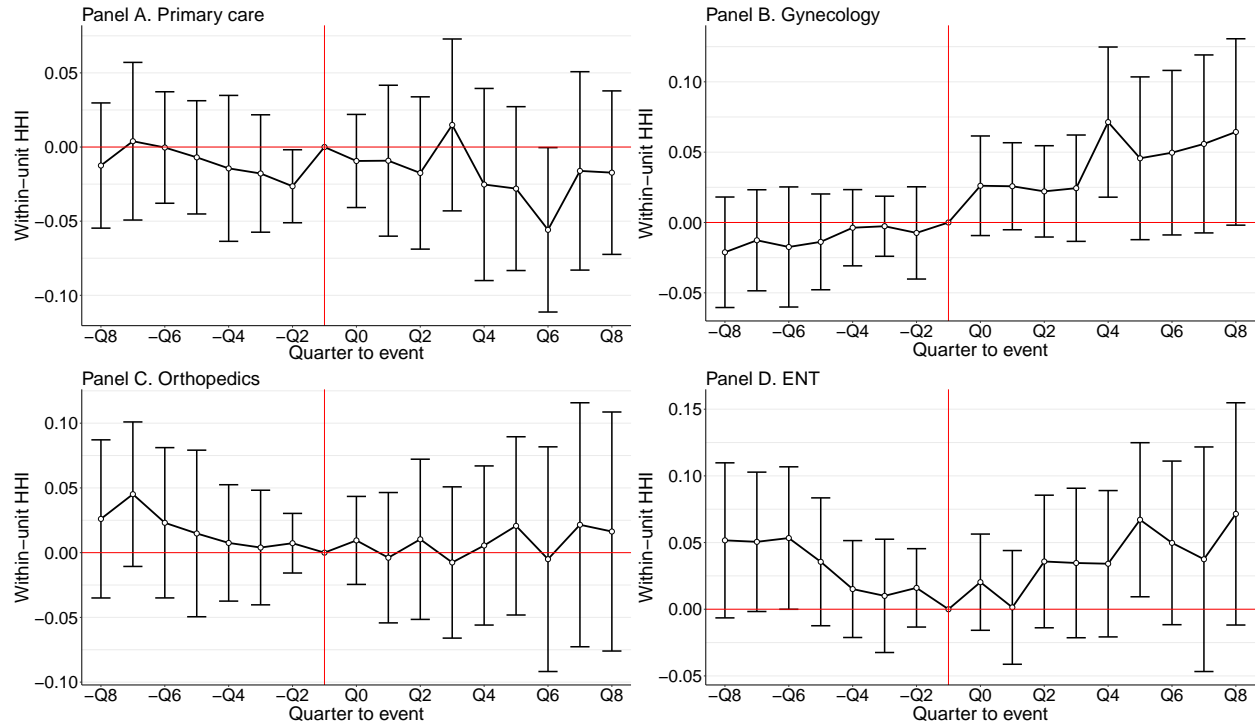 Panel A. Primary care
Within−unit HHI
0.05
0.00
−0.05
−0.10
−Q8 −Q6 −Q4 −Q2 Q0 Q2 Q4 Q6 Q8
Quarter to event
Panel B. Gynecology
Within−unit HHI
0.10
0.05
0.00
−0.05
−Q8 −Q6 −Q4 −Q2 Q0 Q2 Q4 Q6 Q8
Quarter to event
Panel C. Orthopedics
Within−unit HHI
0.10
0.05
0.00
−0.05
−0.10
−Q8 −Q6 −Q4 −Q2 Q0 Q2 Q4 Q6 Q8
Quarter to event
Panel D. ENT
Within−unit HHI
0.15
0.10
0.05
0.00
−0.05
−Q8 −Q6 −Q4 −Q2 Q0 Q2 Q4 Q6 Q8
Quarter to event